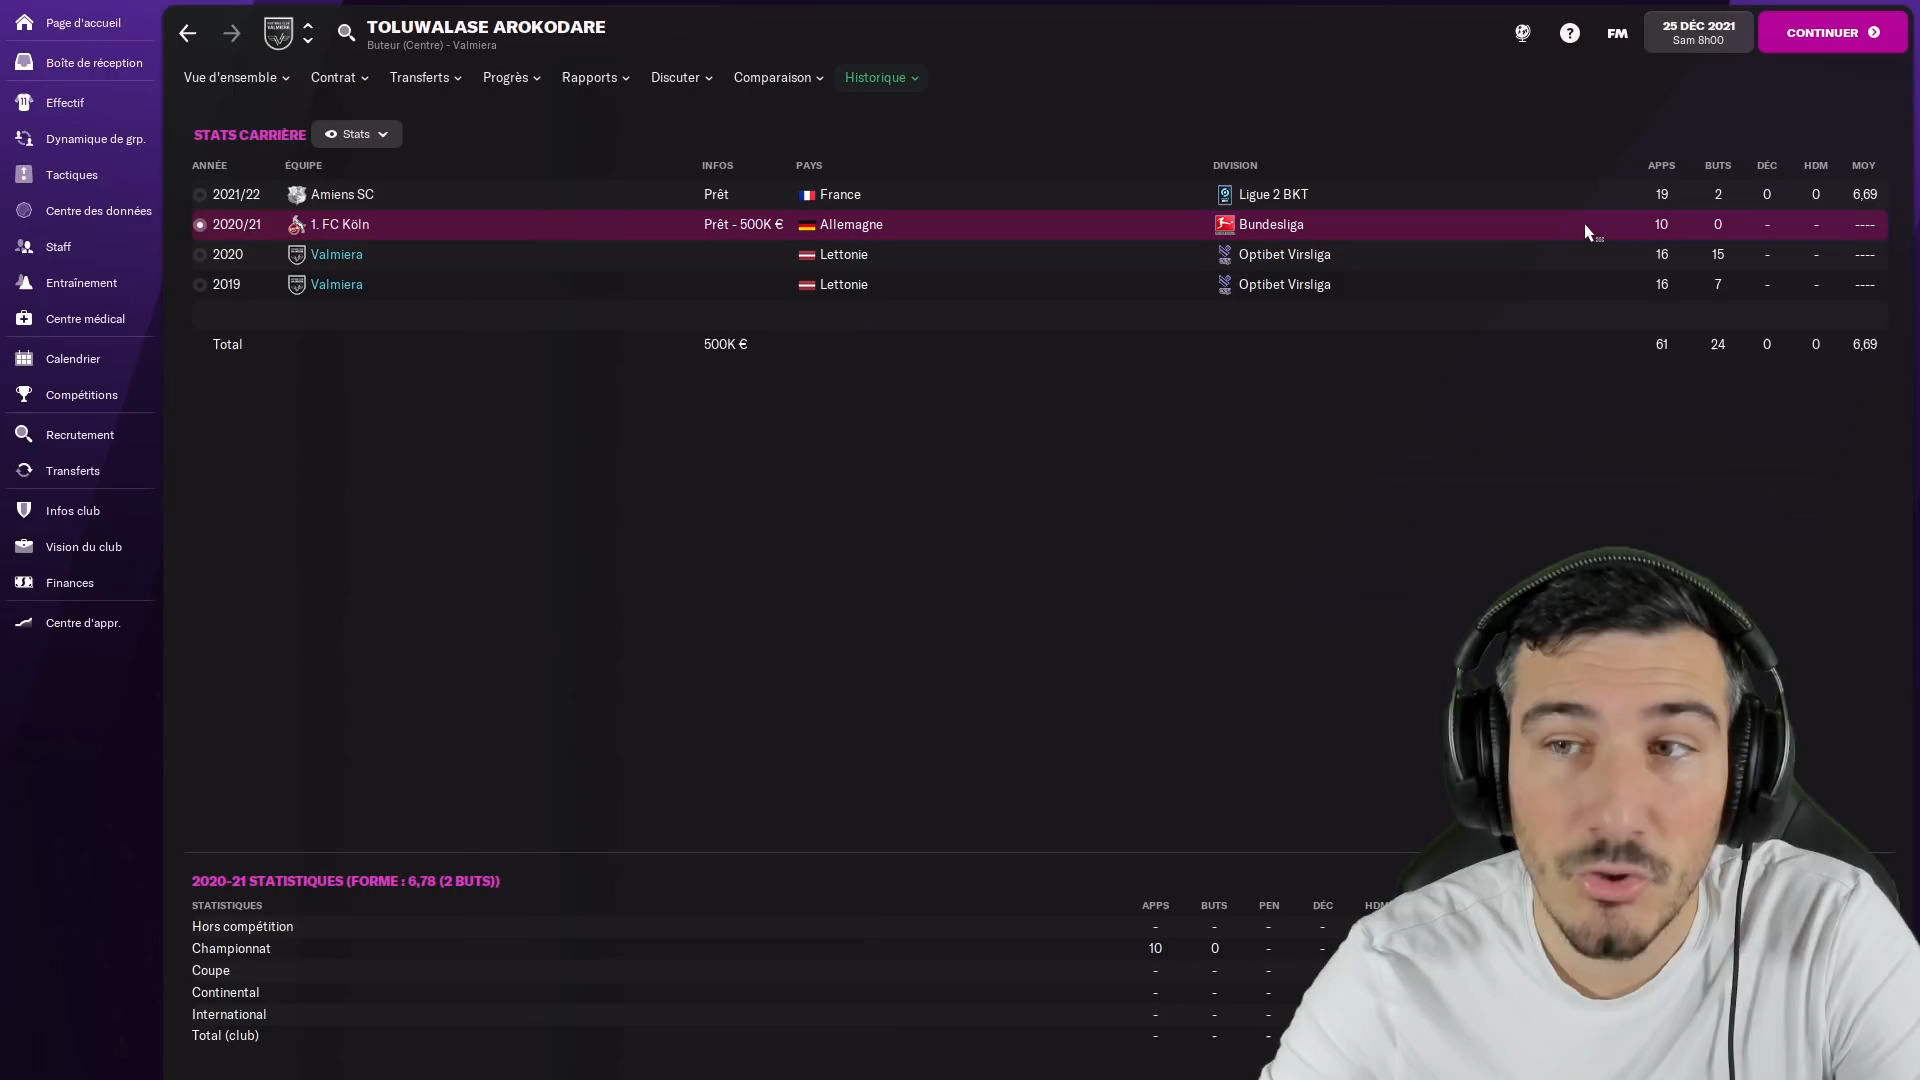 Page d'accueil
Boîte de réception
Effectif
Dynamique de grp.
Tactiques
Centre des données
Staff
Entraînement
Centre médical
Calendrier
Compétitions
Recrutement
Transferts
Infos club
Vision du club
Finances
Centre d'appr.
TOLUWALASE AROKODARE
Buteur (Centre) - Valmiera
FM
25 DÉC 2021
Sam 8h00
CONTINUER
Vue d'ensemble Contrat Transferts Progrès Rapports Discuter Comparaison Historique
STATS CARRIÈRE Stats
ANNÉE ÉQUIPE INFOS PAYS DIVISION APPS BUTS DÉC HDM MOY
2021/22 Amiens SC Prêt France Ligue 2 BKT 19 2 0 0 6,69
2020/21 1. FC Köln Prêt - 500K € Allemagne Bundesliga 10 0 - - ----
2020 Valmiera Lettonie Optibet Virsliga 16 15 - - ----
2019 Valmiera Lettonie Optibet Virsliga 16 7 - - ----
Total 500K € 61 24 0 0 6,69
2020-21 STATISTIQUES (FORME : 6,78 (2 BUTS))
STATISTIQUES APPS BUTS PEN DÉC HDM
Hors compétition - - - -
Championnat 10 0 - -
Coupe - - -
Continental - - -
International - - -
Total (club) - - -